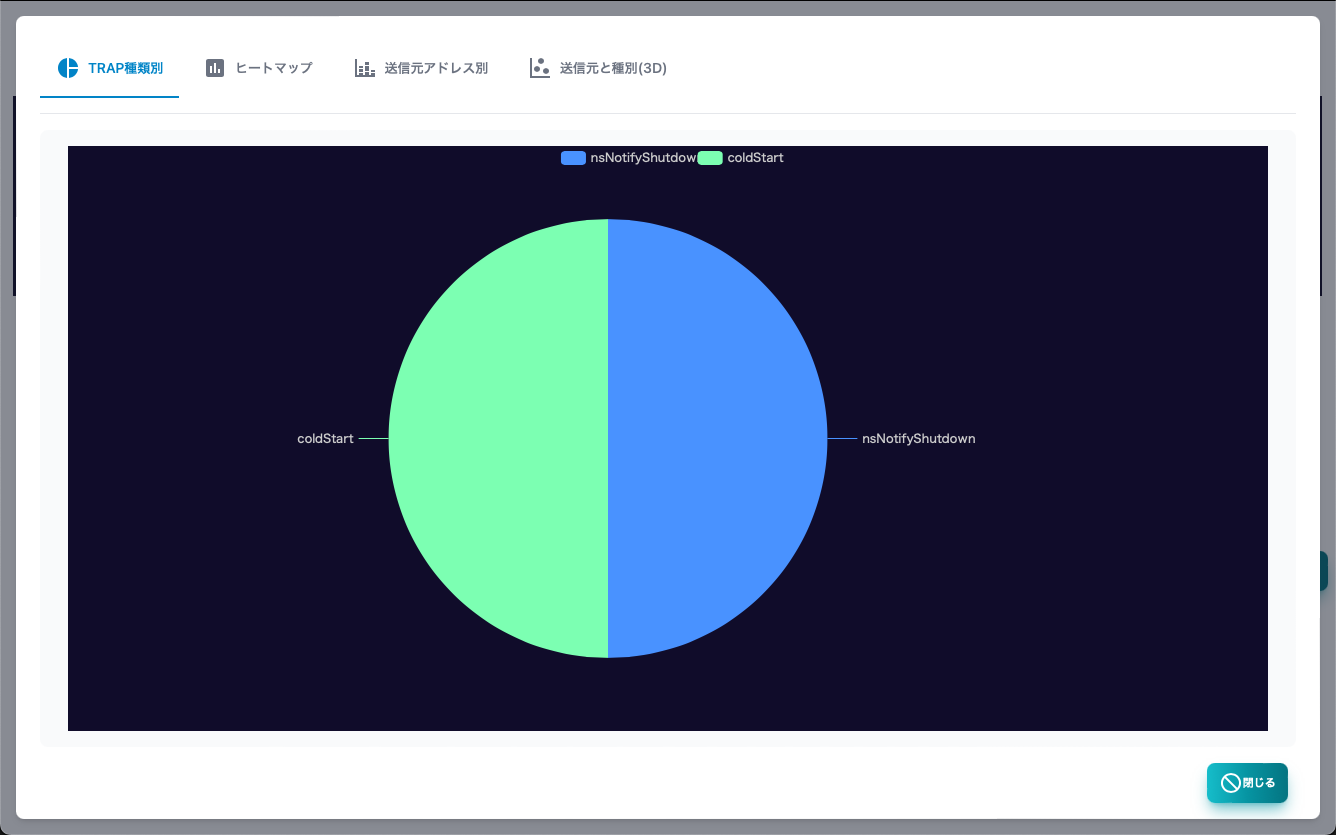 TRAP種類別
ヒートマップ
送信元アドレス別
送信元と種別(3D)
nsNotifyShutdow
coldStart
coldStart
nsNotifyShutdown
閉じる